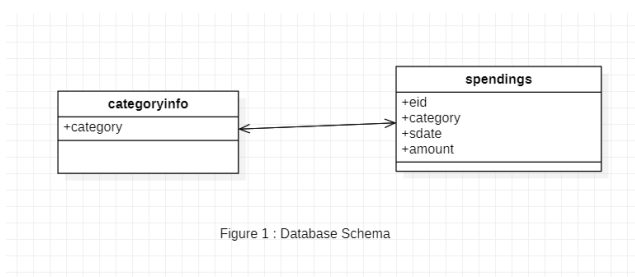 categoryinfo
+category
spendings
+eid
+category
+sdate
+amount
Figure 1 : Database Schema